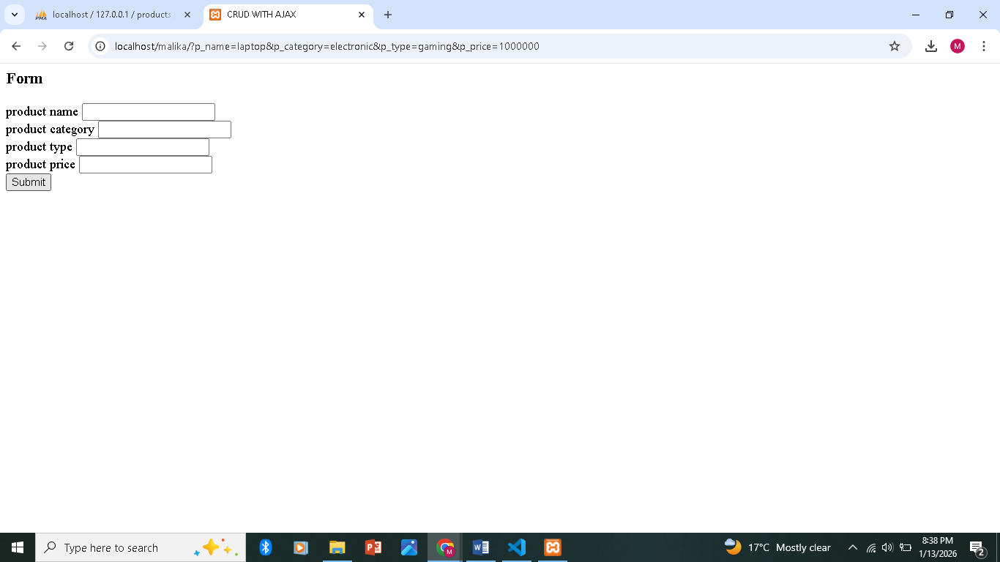 localhost / 127.0.0.1 / products
CRUD WITH AJAX
localhost/malika/?p_name=laptop&p_category=electronic&p_type=gaming&p_price=1000000
M
Form
product name
product category
product type
product price
Submit
Type here to search
17°C Mostly clear
8:38 PM
1/13/2026
2